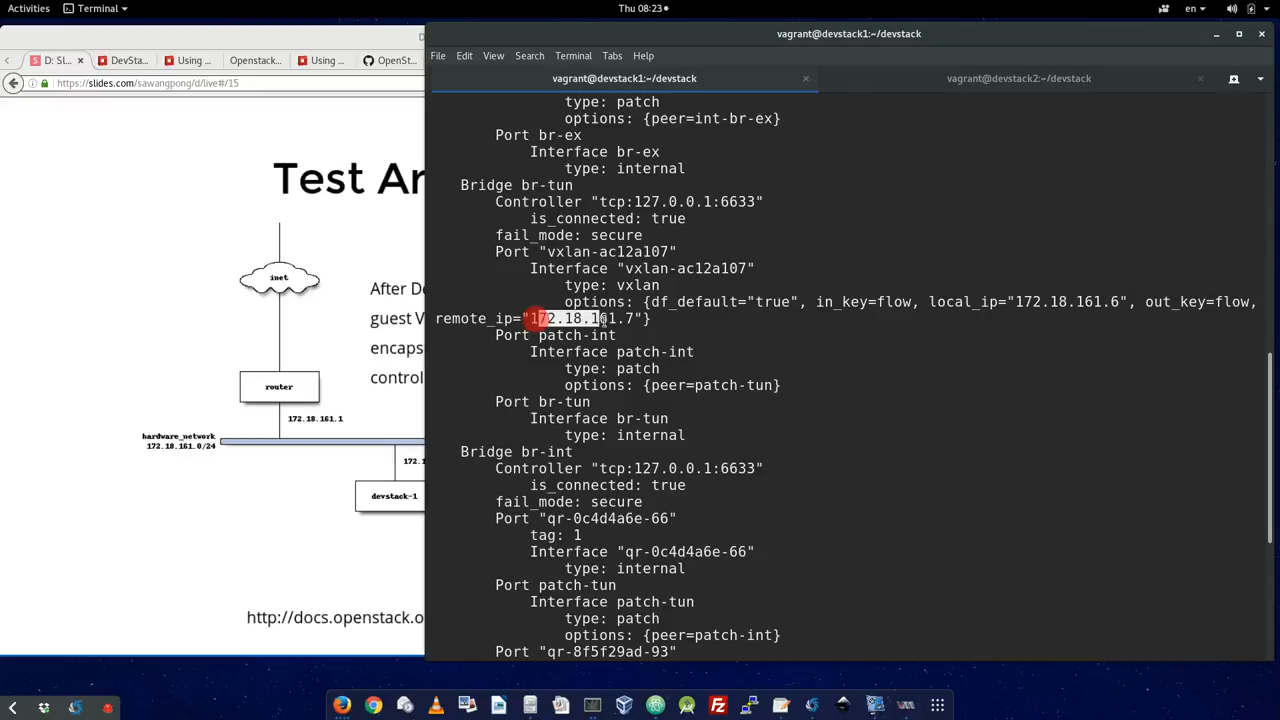 Activities
Terminal
Thu 08:23
en
vagrant@devstack1:~/devstack
File Edit View Search Terminal Tabs Help
D: Sl...
DevSta...
Using ...
Openstack...
Using ...
OpenSt...
https://slides.com/sawangpong/d/live#/15
vagrant@devstack1:~/devstack
vagrant@devstack2:~/devstack
Test Ar
inet
After De
guest V
encaps
control
router
172.18.161.1
hardware_network
172.18.161.0/24
172.1
devstack-1
http://docs.openstack.o
type: patch
options: {peer=int-br-ex}
Port br-ex
Interface br-ex
type: internal
Bridge br-tun
Controller "tcp:127.0.0.1:6633"
is_connected: true
fail_mode: secure
Port "vxlan-ac12a107"
Interface "vxlan-ac12a107"
type: vxlan
options: {df_default="true", in_key=flow, local_ip="172.18.161.6", out_key=flow,
remote_ip="172.18.161.7"}
Port patch-int
Interface patch-int
type: patch
options: {peer=patch-tun}
Port br-tun
Interface br-tun
type: internal
Bridge br-int
Controller "tcp:127.0.0.1:6633"
is_connected: true
fail_mode: secure
Port "qr-0c4d4a6e-66"
tag: 1
Interface "qr-0c4d4a6e-66"
type: internal
Port patch-tun
Interface patch-tun
type: patch
options: {peer=patch-int}
Port "qr-8f5f29ad-93"